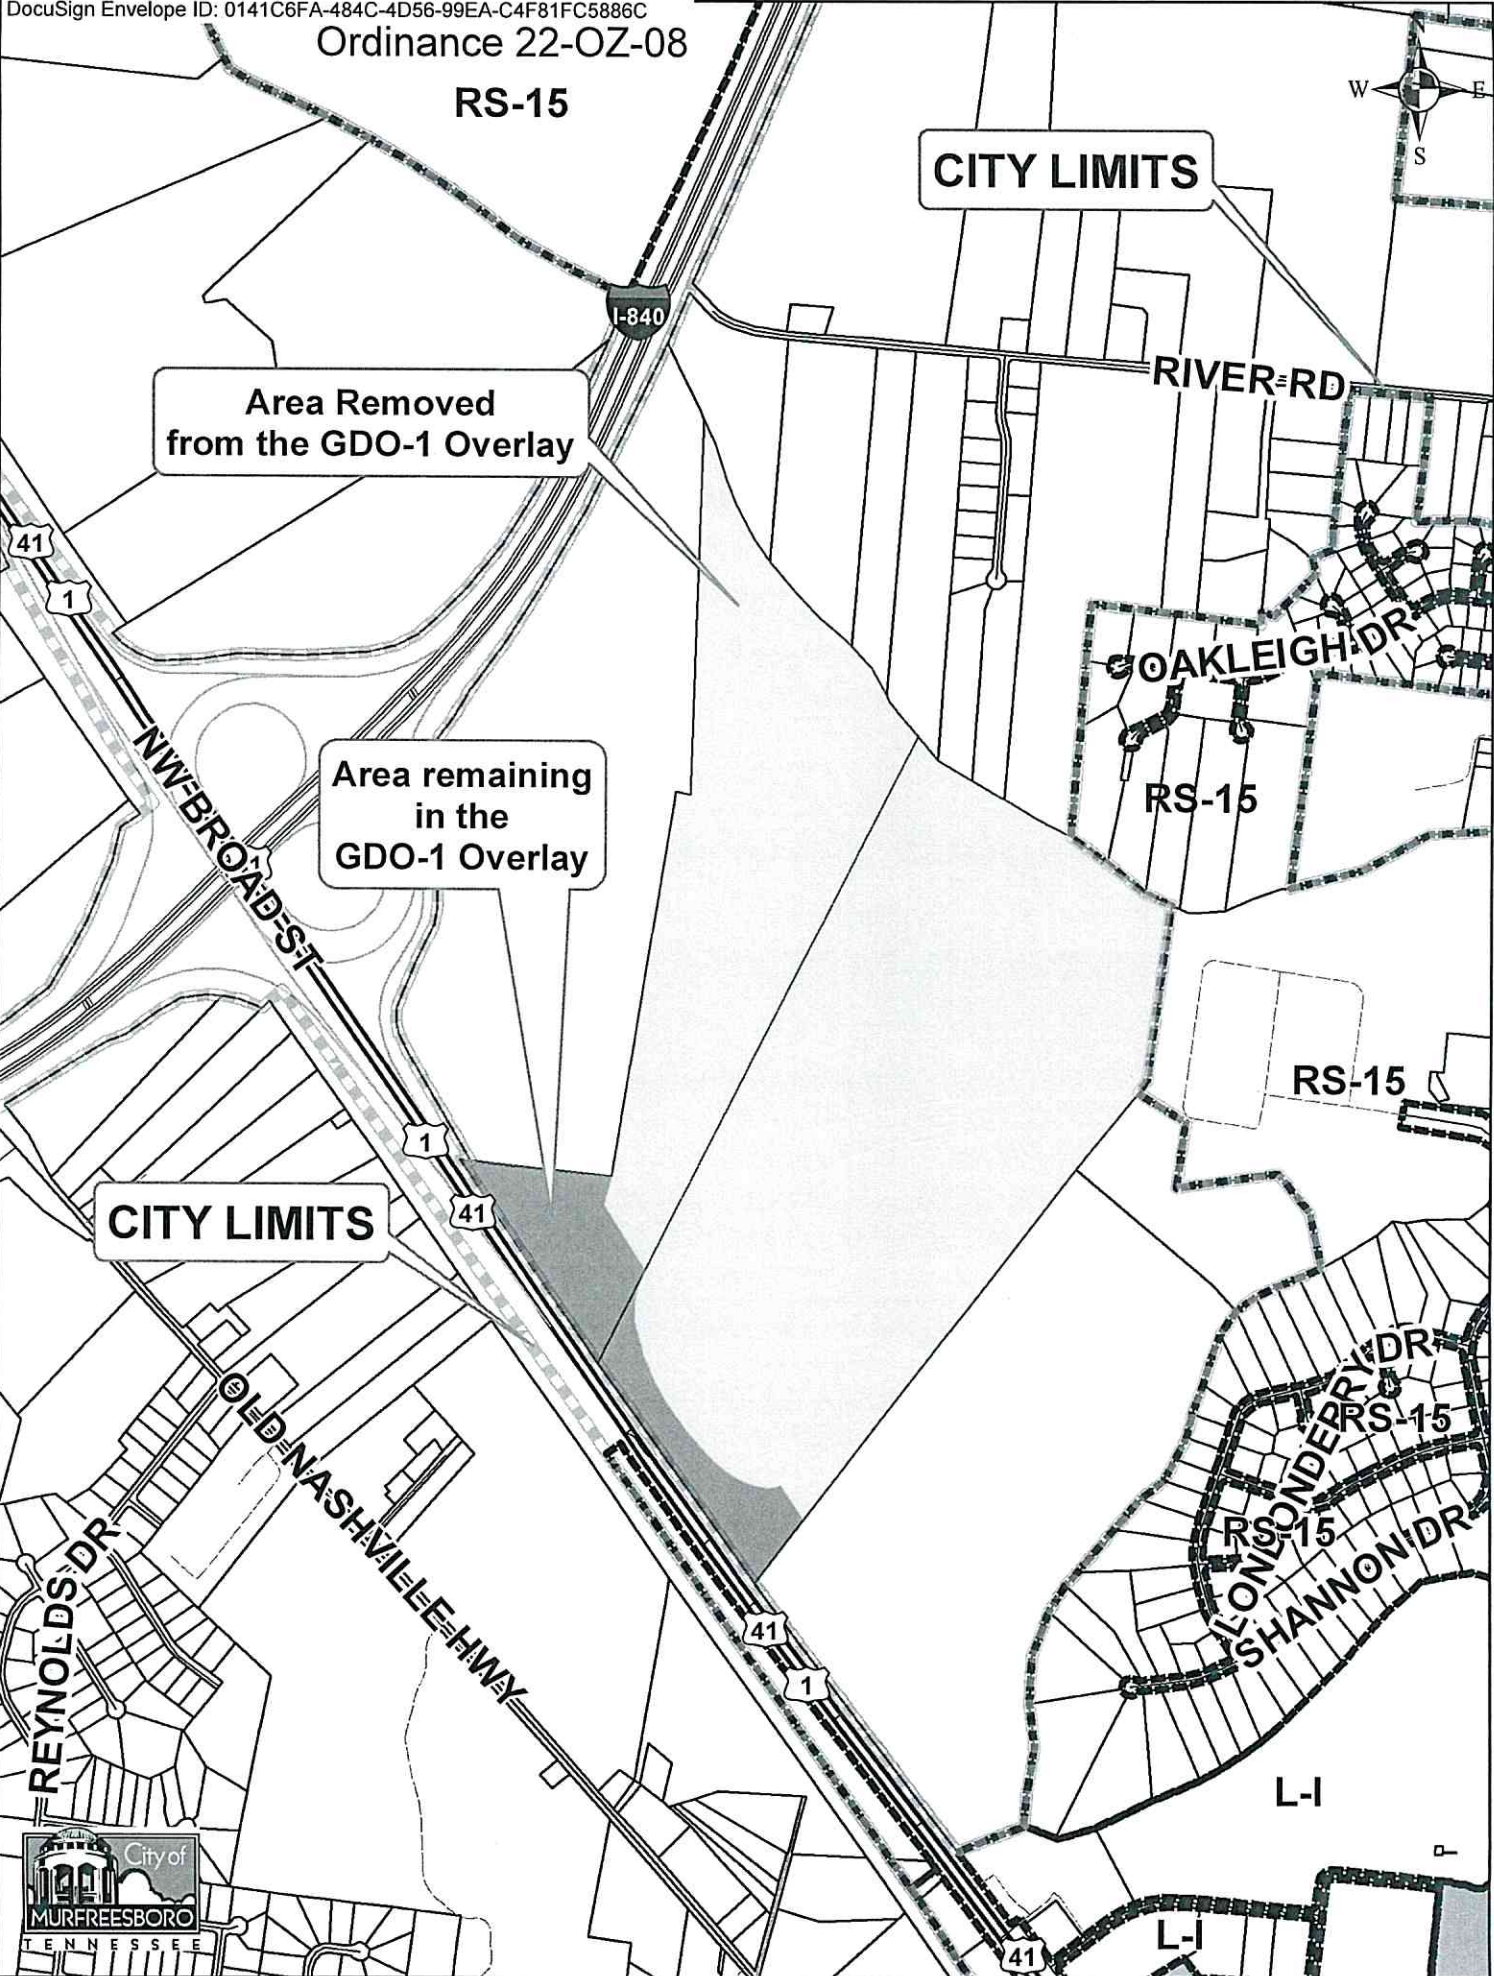 DocuSign Envelope ID: 0141C6FA-484C-4D56-99EA-C4F81FC5886C
Ordinance 22-OZ-08
RS-15
N
W
E
S
CITY LIMITS
I-840
RIVER RD
Area Removed
from the GDO-1 Overlay
41
1
OAKLEIGH DR
NW BROAD ST
Area remaining
in the
GDO-1 Overlay
RS-15
1
RS-15
1
41
CITY LIMITS
LONDONDERRY DR
RS-15
OLD NASHVILLE HWY
RS-15
SHANNON DR
REYNOLDS DR
41
1
L-I
City of
MURFREESBORO
TENNESSEE
L-I
41